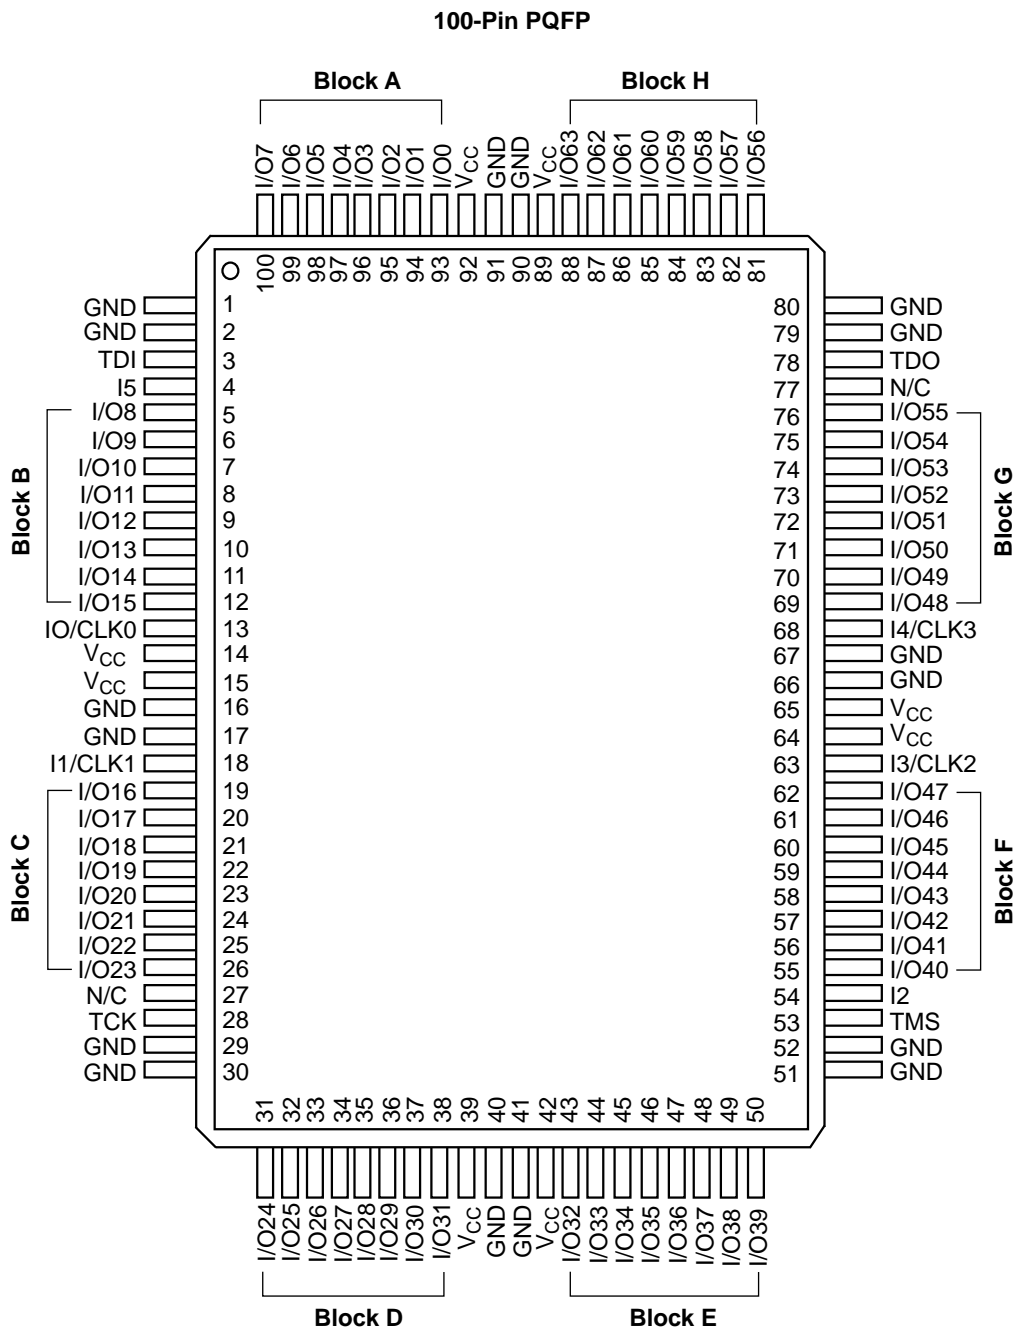 100-Pin PQFP
Block A
Block H
I/O7
I/O6
I/O5
I/O4
I/O3
I/O2
I/O1
I/O0
VCC
GND
GND
VCC
I/O63
I/O62
I/O61
I/O60
I/O59
I/O58
I/O57
I/O56
100
99
98
97
96
95
94
93
92
91
90
89
88
87
86
85
84
83
82
81
GND 1
GND 2
TDI 3
I5 4
I/O8 5
I/O9 6
I/O10 7
I/O11 8
I/O12 9
I/O13 10
I/O14 11
I/O15 12
Block B
IO/CLK0 13
VCC 14
VCC 15
GND 16
GND 17
I1/CLK1 18
I/O16 19
I/O17 20
I/O18 21
I/O19 22
I/O20 23
I/O21 24
I/O22 25
I/O23 26
Block C
N/C 27
TCK 28
GND 29
GND 30
80 GND
79 GND
78 TDO
77 N/C
76 I/O55
75 I/O54
74 I/O53
73 I/O52
72 I/O51
71 I/O50
70 I/O49
69 I/O48
Block G
68 I4/CLK3
67 GND
66 GND
65 VCC
64 VCC
63 I3/CLK2
62 I/O47
61 I/O46
60 I/O45
59 I/O44
58 I/O43
57 I/O42
56 I/O41
55 I/O40
Block F
54 I2
53 TMS
52 GND
51 GND
31
32
33
34
35
36
37
38
39
40
41
42
43
44
45
46
47
48
49
50
I/O24
I/O25
I/O26
I/O27
I/O28
I/O29
I/O30
I/O31
VCC
GND
GND
VCC
I/O32
I/O33
I/O34
I/O35
I/O36
I/O37
I/O38
I/O39
Block D
Block E